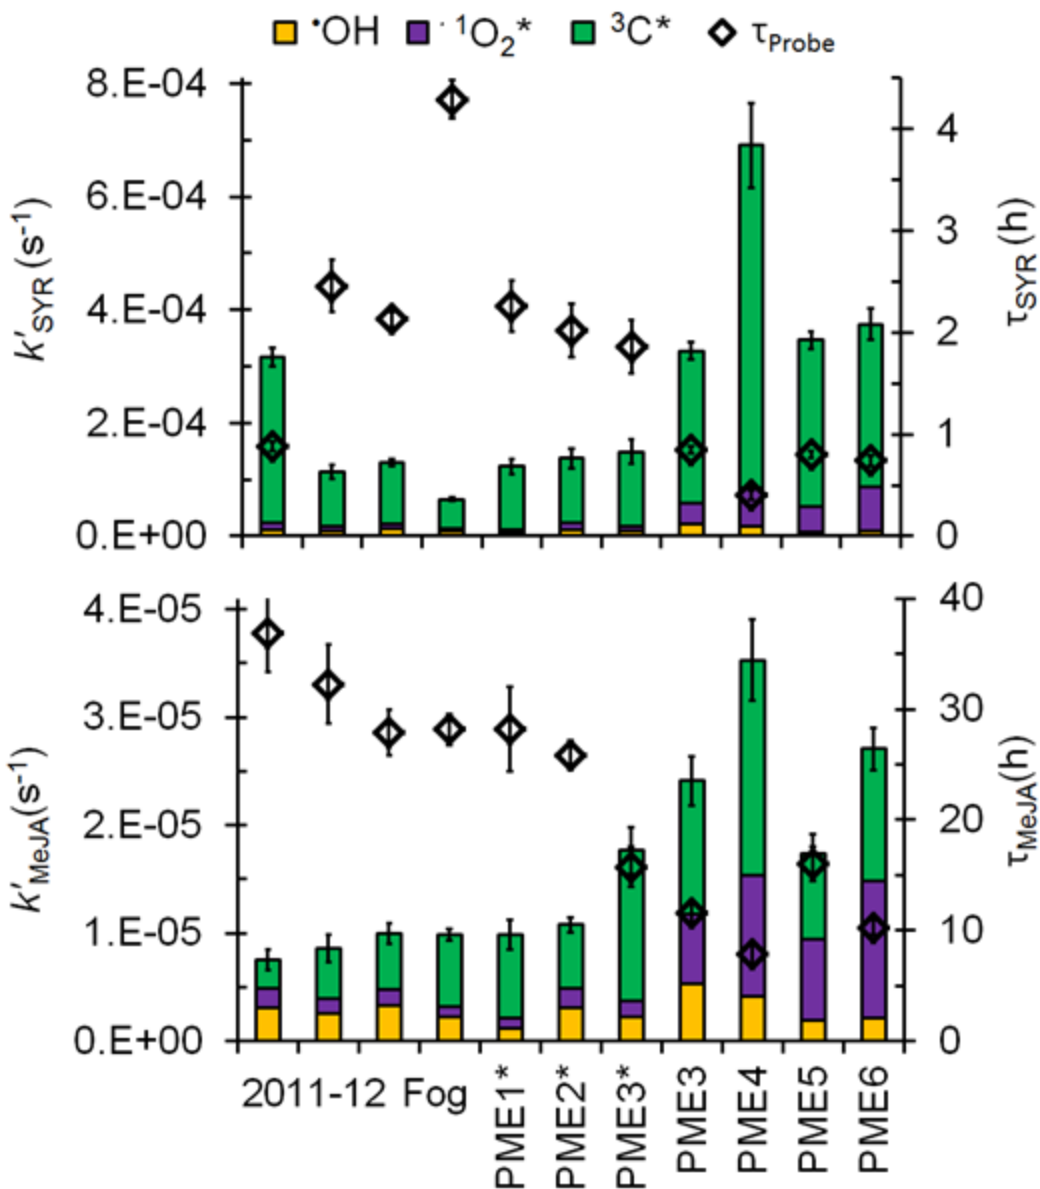 •OH · ¹O₂* ³C* τProbe
8.E-04
6.E-04
4.E-04
2.E-04
0.E+00
k′SYR (s⁻¹)
4
3
2
1
0
τSYR (h)
4.E-05
3.E-05
2.E-05
1.E-05
0.E+00
k′MeJA(s⁻¹)
40
30
20
10
0
τMeJA(h)
2011-12 Fog
PME1*
PME2*
PME3*
PME3
PME4
PME5
PME6